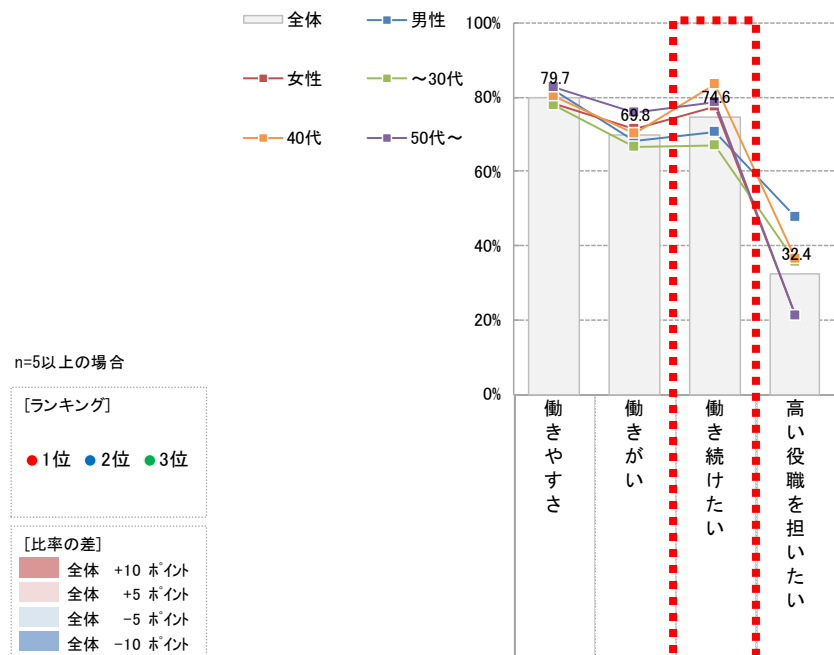 全体
男性
女性
～30代
40代
50代～
100%
80%
60%
40%
20%
0%
79.7
69.8
74.6
32.4
働きやすさ
働きがい
働き続けたい
高い役職を担いたい
n=5以上の場合
[ランキング]
●1位 ●2位 ●3位
[比率の差]
全体 +10 ﾎﾟｲﾝﾄ
全体 +5 ﾎﾟｲﾝﾄ
全体 -5 ﾎﾟｲﾝﾄ
全体 -10 ﾎﾟｲﾝﾄ